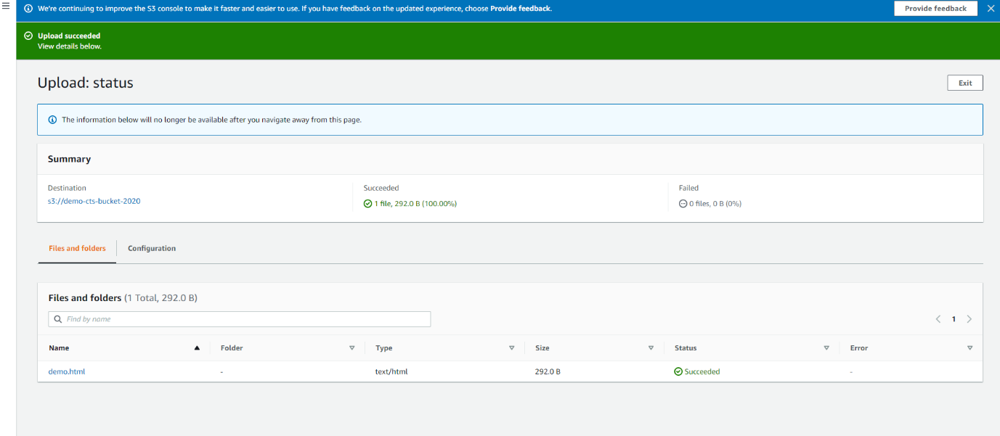 We're continuing to improve the S3 console to make it faster and easier to use. If you have feedback on the updated experience, choose Provide feedback.
Provide feedback
Upload succeeded
View details below.
Upload: status
Exit
The information below will no longer be available after you navigate away from this page.
Summary
Destination
s3://demo-cts-bucket-2020
Succeeded
1 file, 292.0 B (100.00%)
Failed
0 files, 0 B (0%)
Files and folders
Configuration
Files and folders (1 Total, 292.0 B)
Find by name
1
Name Folder Type Size Status Error
demo.html - text/html 292.0 B Succeeded -